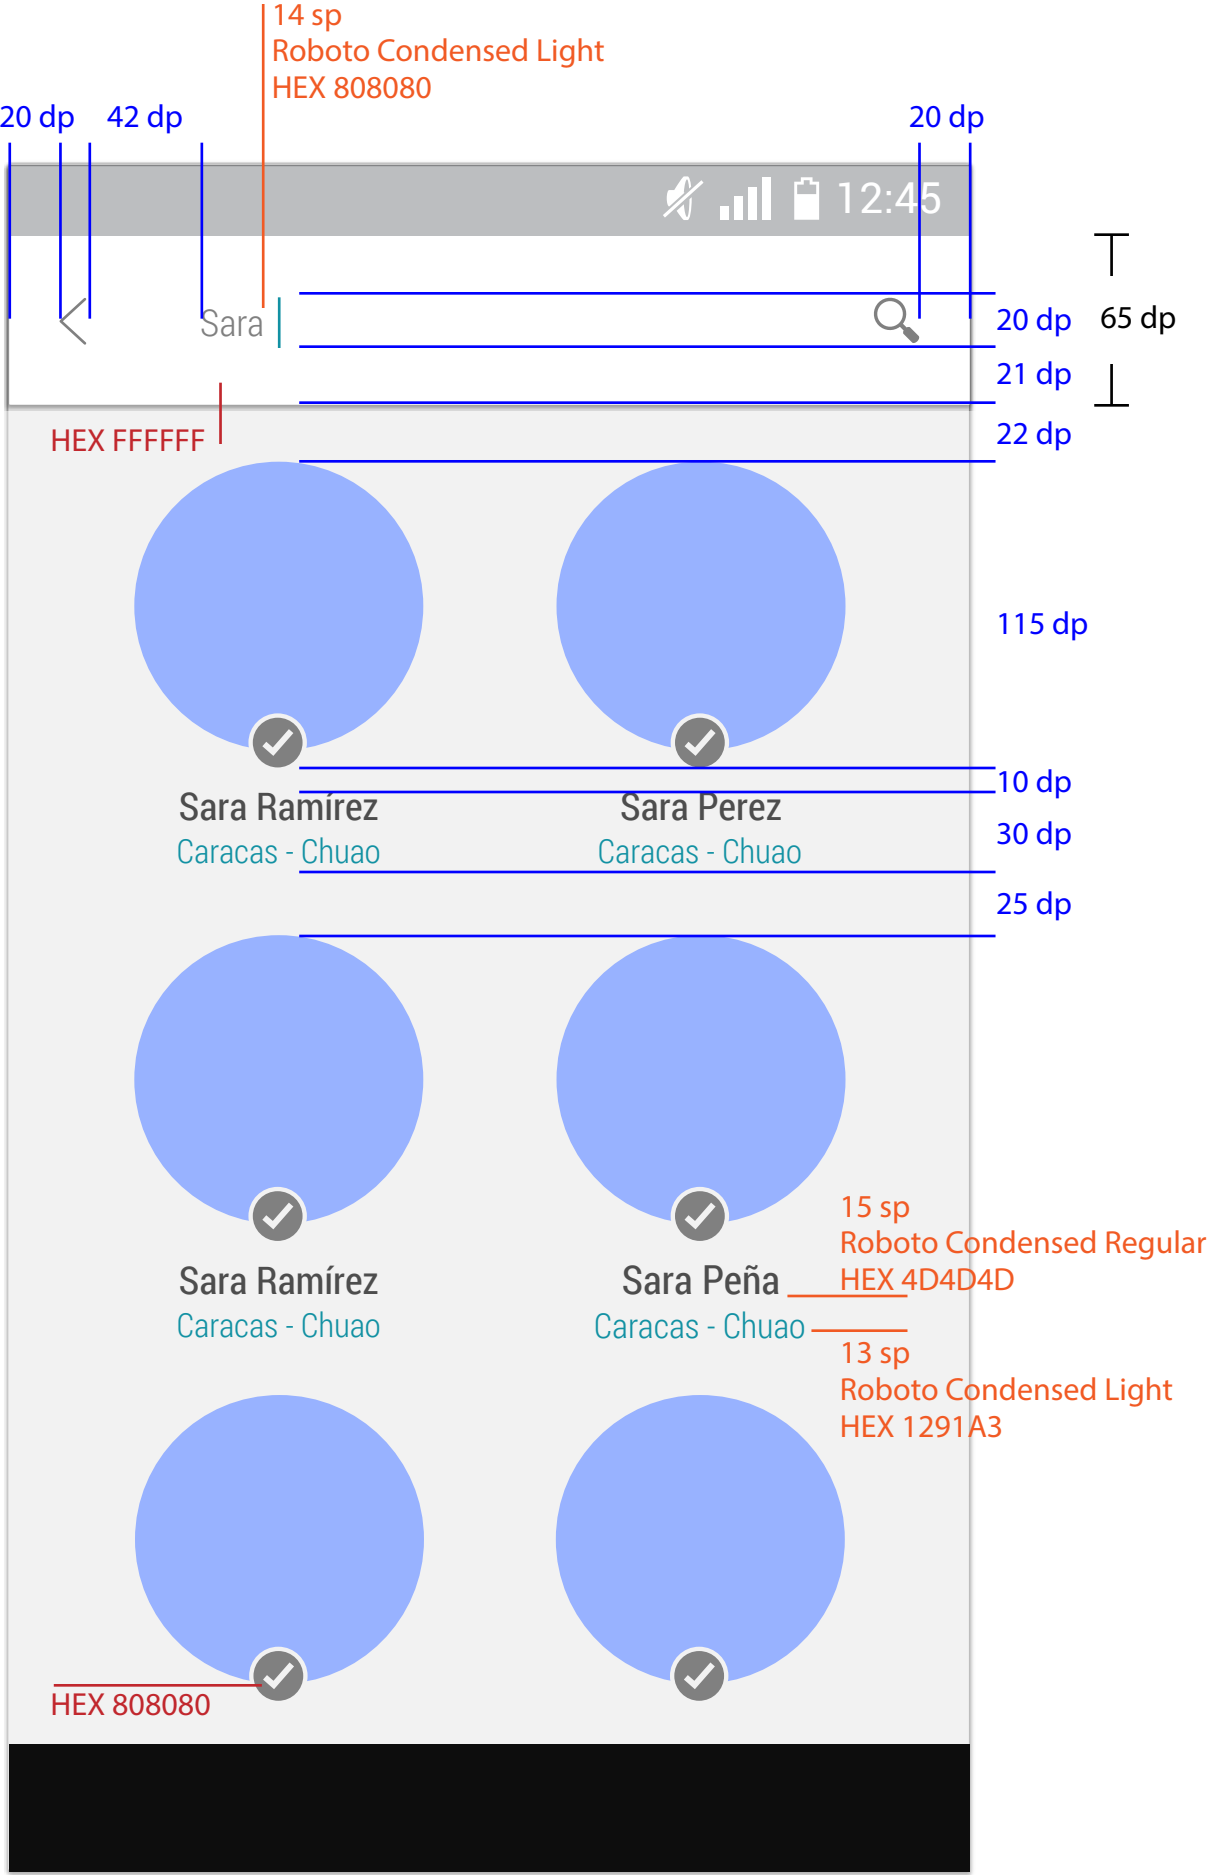 14 sp
Roboto Condensed Light
HEX 808080
20 dp
42 dp
20 dp
12:45
Sara
20 dp
65 dp
21 dp
HEX FFFFFF
22 dp
115 dp
10 dp
Sara Ramírez
Sara Perez
30 dp
Caracas - Chuao
Caracas - Chuao
25 dp
15 sp
Roboto Condensed Regular
HEX 4D4D4D
Sara Ramírez
Sara Peña
Caracas - Chuao
Caracas - Chuao
13 sp
Roboto Condensed Light
HEX 1291A3
HEX 808080